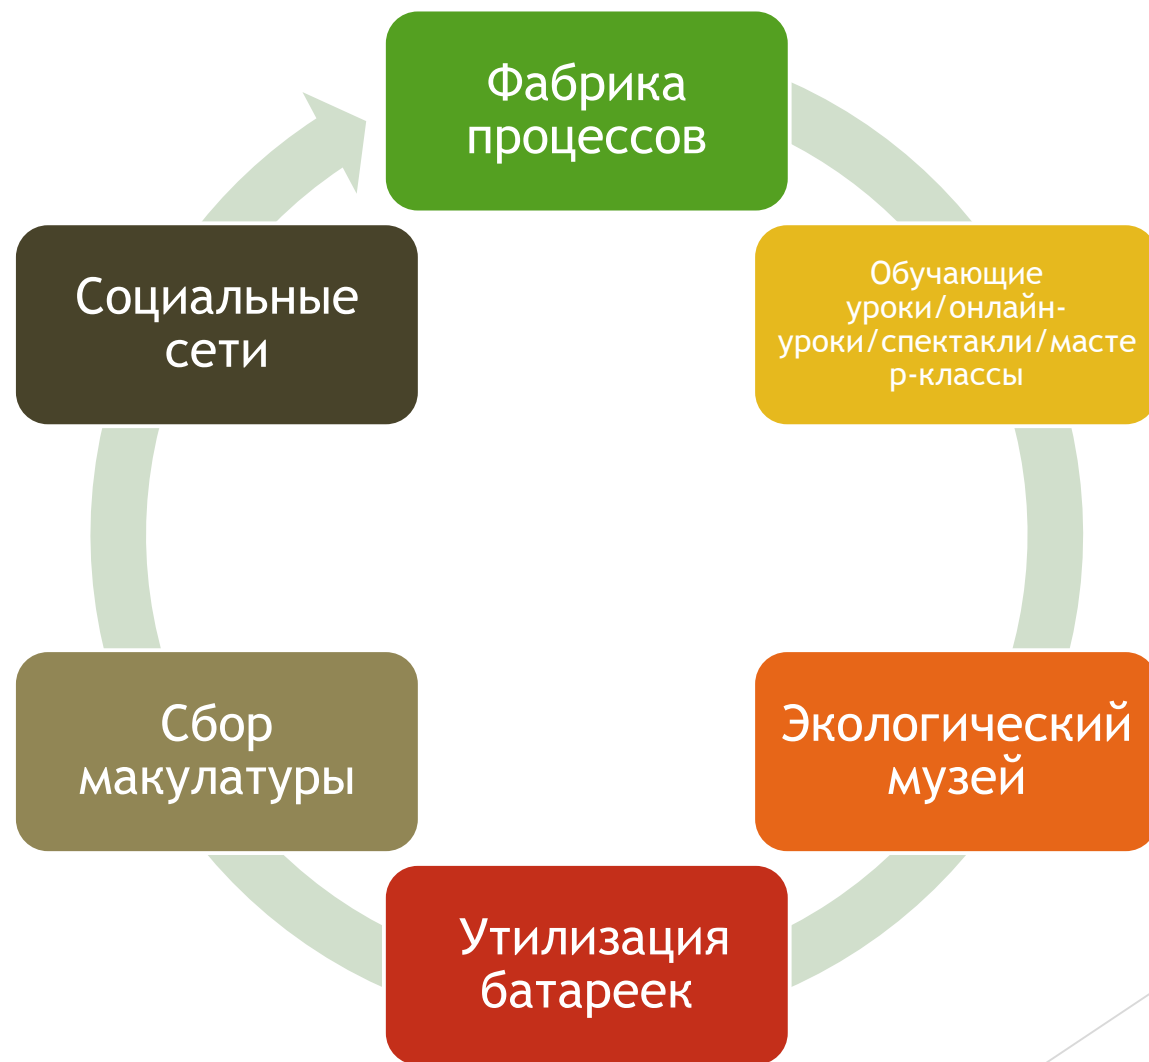 Фабрика
процессов
Обучающие
уроки/онлайн-
уроки/спектакли/масте
р-классы
Экологический
музей
Утилизация
батареек
Сбор
макулатуры
Социальные
сети